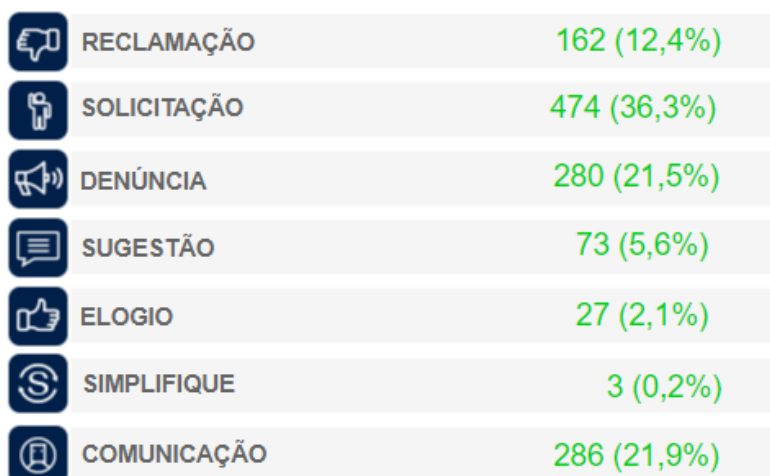 RECLAMAÇÃO 162 (12,4%)
SOLICITAÇÃO 474 (36,3%)
DENÚNCIA 280 (21,5%)
SUGESTÃO 73 (5,6%)
ELOGIO 27 (2,1%)
SIMPLIFIQUE 3 (0,2%)
COMUNICAÇÃO 286 (21,9%)